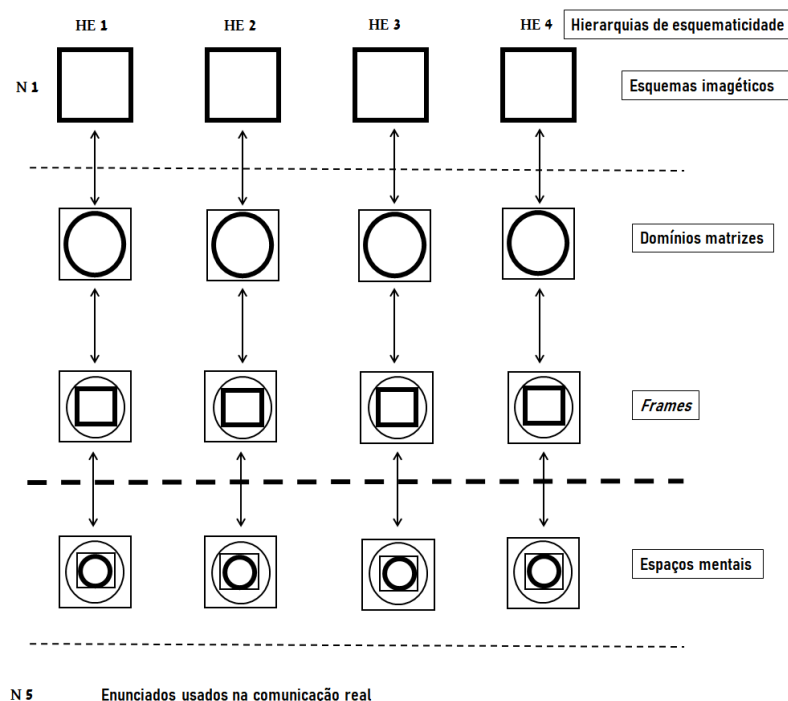 HE 1 HE 2 HE 3 HE 4 Hierarquias de esquematicidade
N 1 Esquemas imagéticos
Domínios matrizes
Frames
Espaços mentais
N 5 Enunciados usados na comunicação real